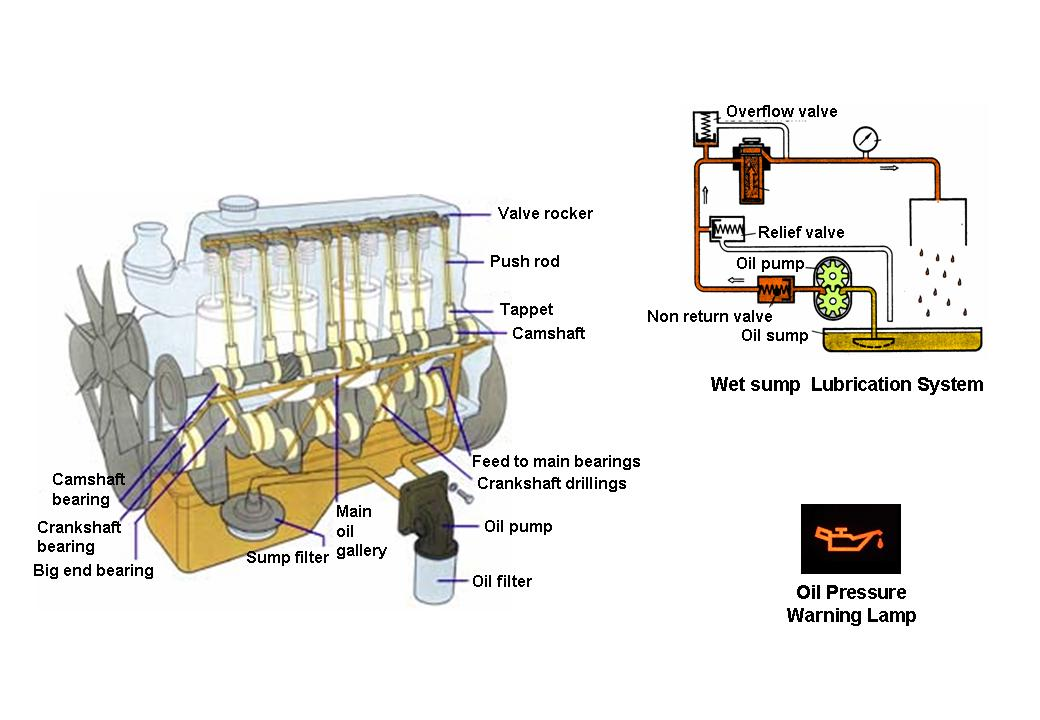 Overflow valve
Valve rocker
Relief valve
Push rod
Oil pump
Tappet
Non return valve
Camshaft
Oil sump
Wet sump Lubrication System
Feed to main bearings
Camshaft
bearing
Crankshaft drillings
Main
oil
gallery
Crankshaft
bearing
Oil pump
Sump filter
Big end bearing
Oil filter
Oil Pressure
Warning Lamp